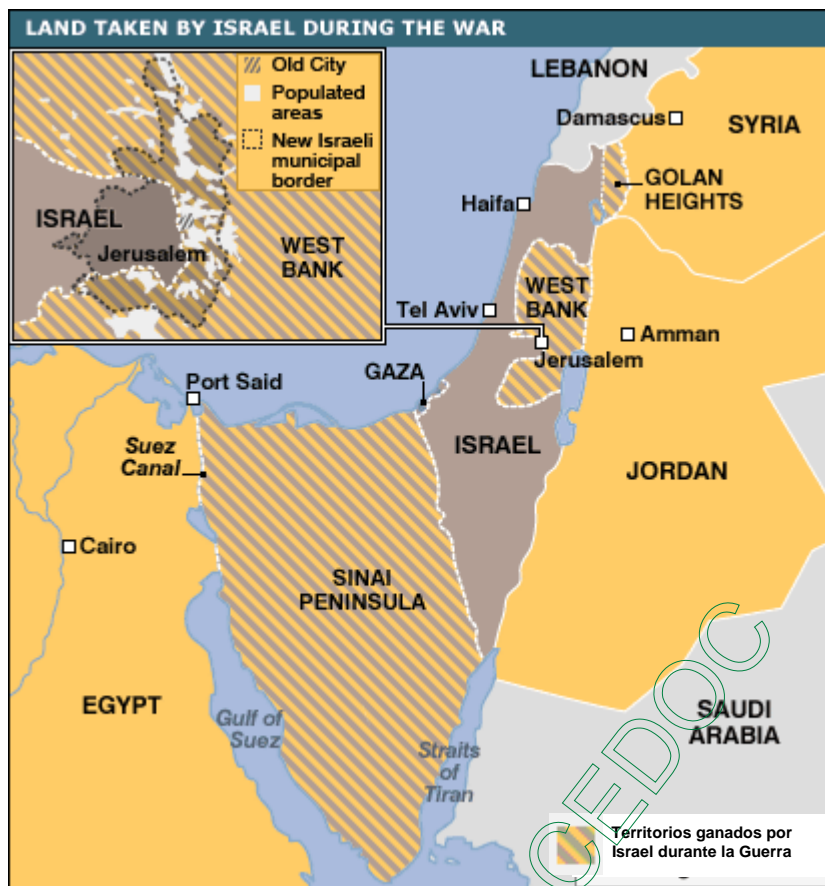 LAND TAKEN BY ISRAEL DURING THE WAR
Old City
Populated
areas
New Israeli
municipal
border
ISRAEL
Jerusalem
WEST
BANK
LEBANON
Damascus
SYRIA
GOLAN
HEIGHTS
Haifa
WEST
BANK
Tel Aviv
Amman
Jerusalem
GAZA
Port Said
ISRAEL
Suez
Canal
JORDAN
Cairo
SINAI
PENINSULA
EGYPT
Gulf of
Suez
SAUDI
ARABIA
Straits
of
Tiran
CEDOC
Territorios ganados por
Israel durante la Guerra